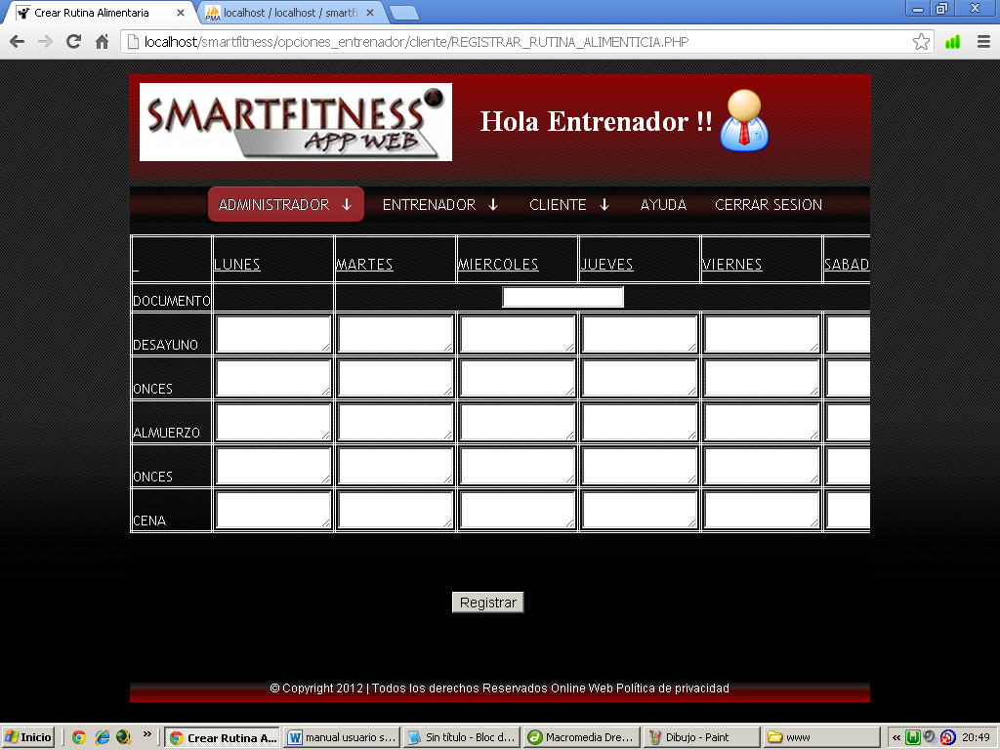 Crear Rutina Alimentaria
localhost / localhost / smartfi
localhost/smartfitness/opciones_entrenador/cliente/REGISTRAR_RUTINA_ALIMENTICIA.PHP
SMARTFITNESS
APP WEB
Hola Entrenador !!
ADMINISTRADOR ↓ ENTRENADOR ↓ CLIENTE ↓ AYUDA CERRAR SESION
LUNES MARTES MIERCOLES JUEVES VIERNES SABAD
DOCUMENTO
DESAYUNO
ONCES
ALMUERZO
ONCES
CENA
Registrar
© Copyright 2012 | Todos los derechos Reservados Online Web Política de privacidad
Inicio » Crear Rutina A... manual usuario s... Sin título - Bloc d... Macromedia Dre... Dibujo - Paint www « 20:49